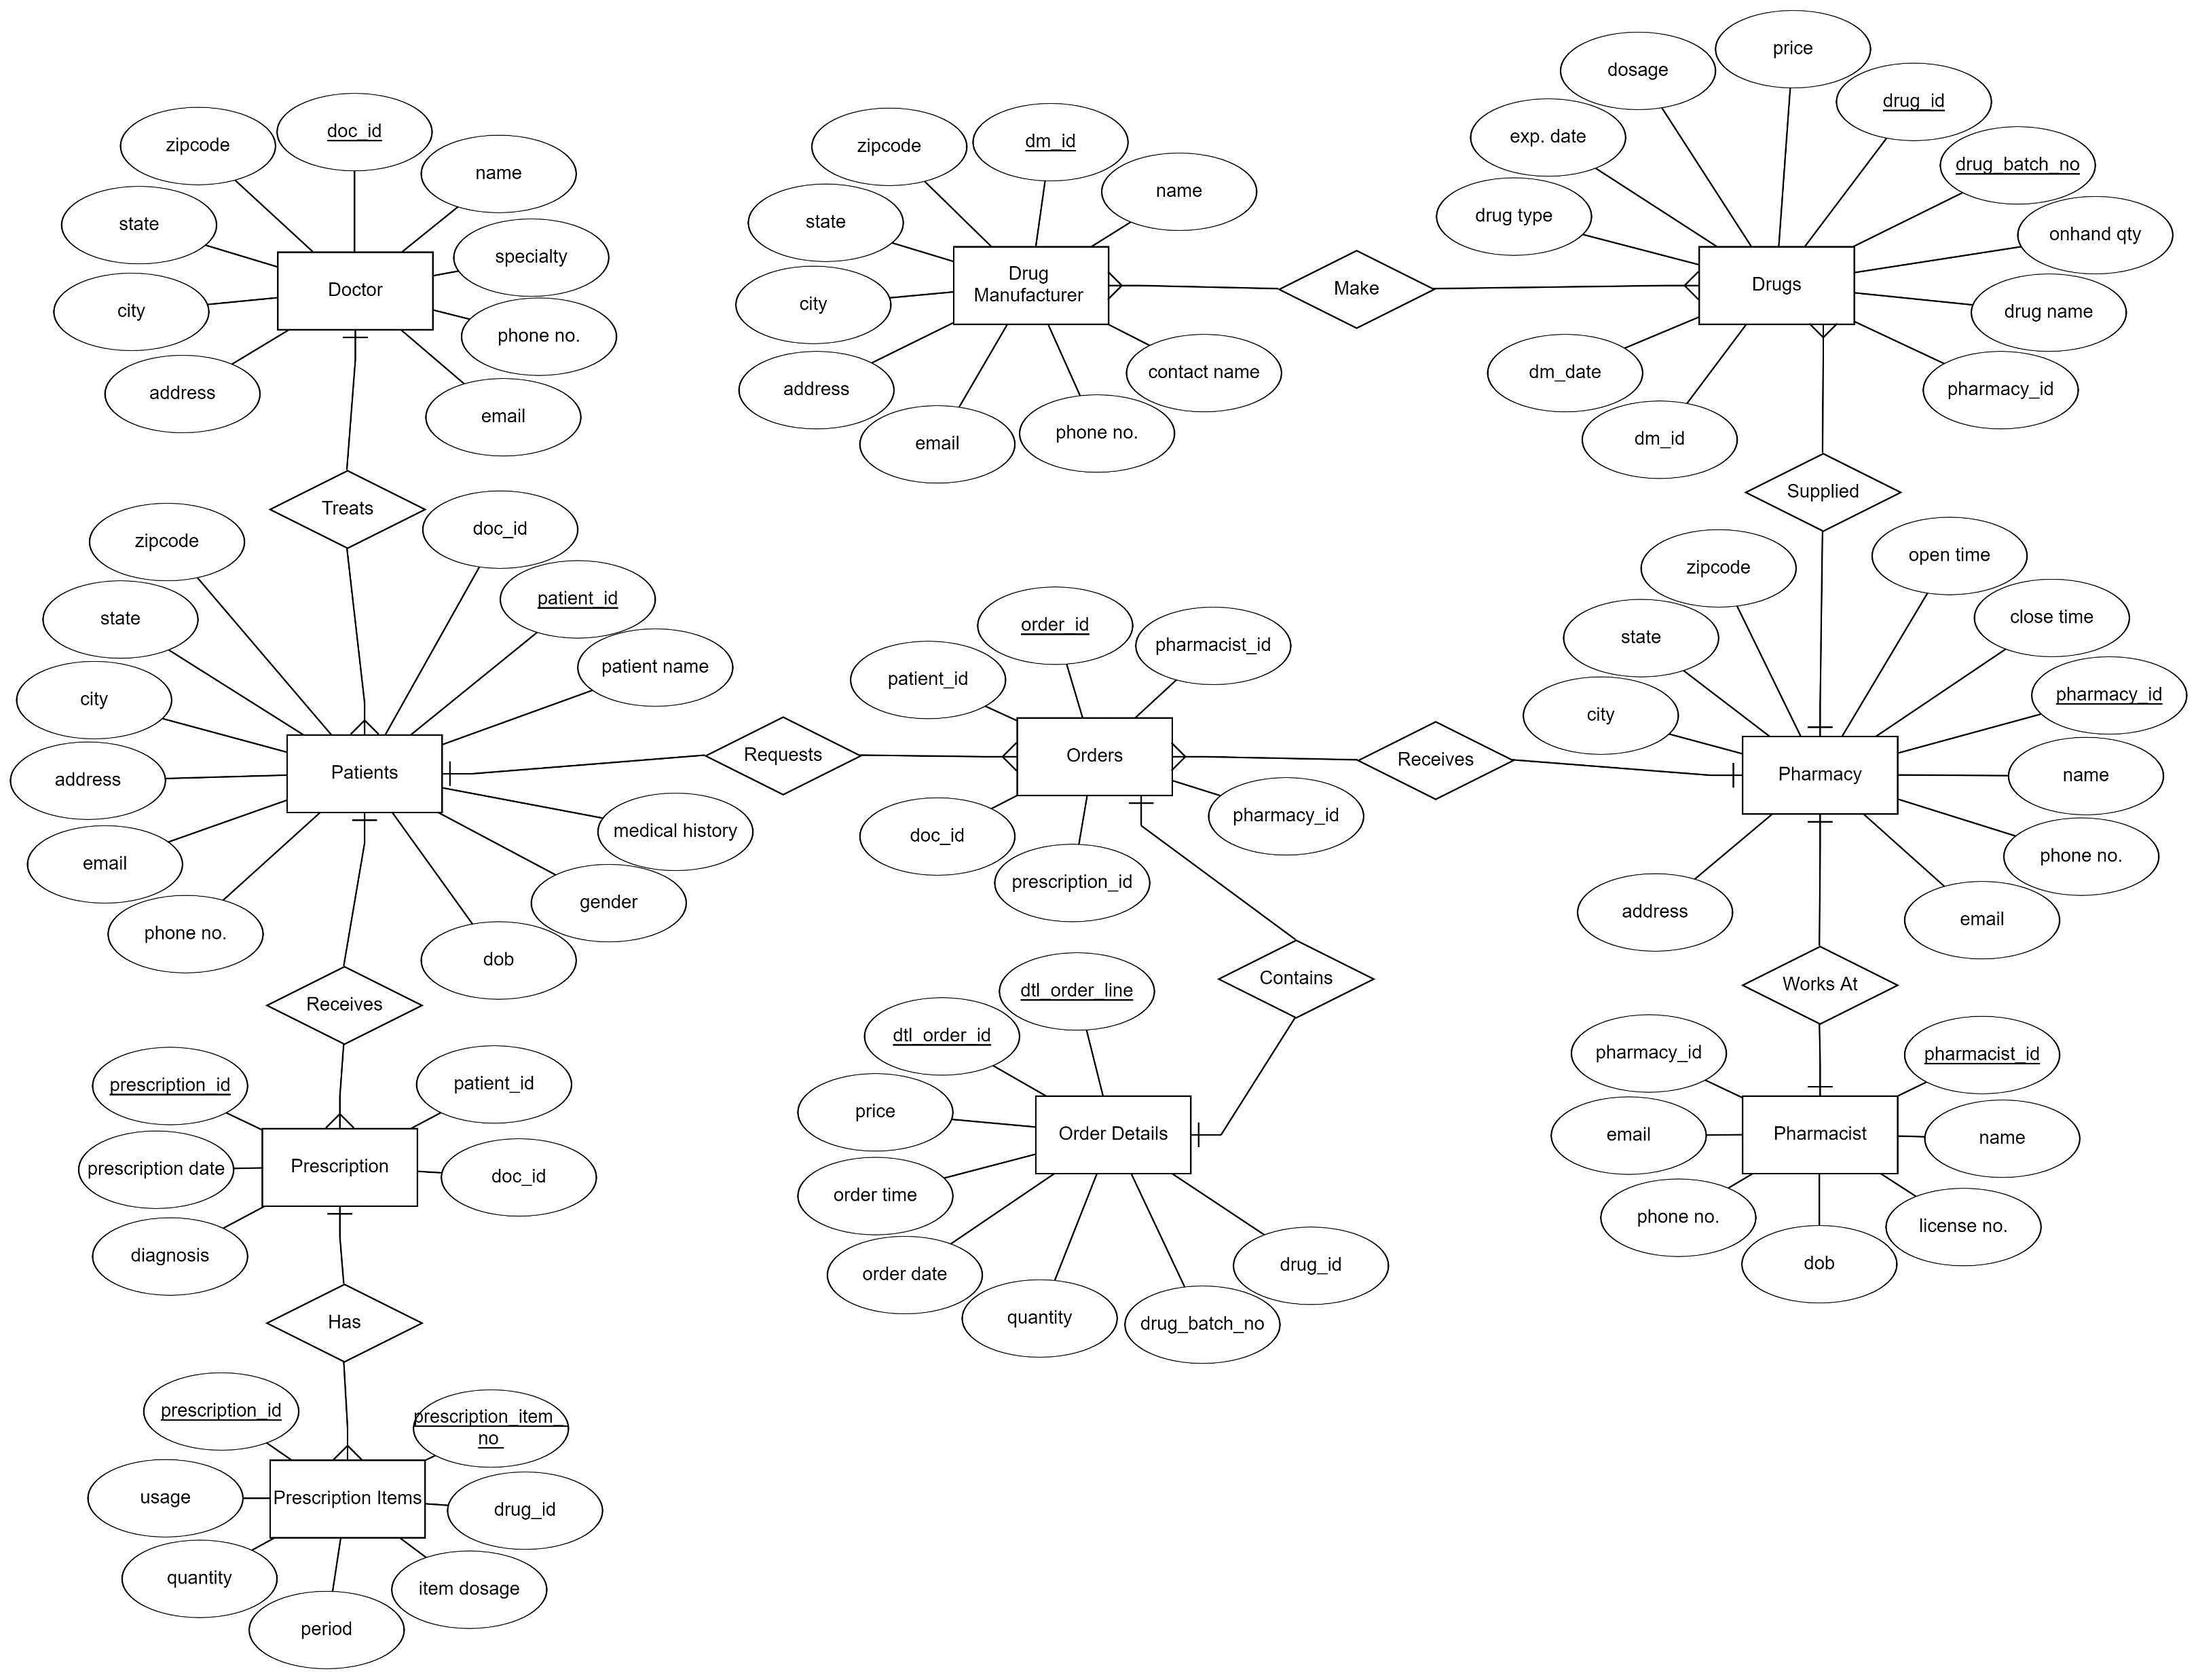 zipcode
doc_id
name
state
specialty
Doctor
city
phone no.
address
email
Treats
zipcode
dm_id
name
state
Drug
Manufacturer
city
contact name
address
phone no.
email
Make
price
dosage
drug_id
exp. date
drug_batch_no
drug type
onhand qty
Drugs
drug name
dm_date
pharmacy_id
dm_id
Supplied
doc_id
zipcode
patient_id
state
patient name
city
Patients
address
medical history
email
gender
phone no.
dob
Requests
order_id
pharmacist_id
patient_id
Orders
pharmacy_id
doc_id
prescription_id
Receives
open time
zipcode
close time
state
pharmacy_id
city
Pharmacy
name
phone no.
address
email
Contains
Works At
Receives
prescription_id
patient_id
prescription date
Prescription
doc_id
diagnosis
Has
dtl_order_line
dtl_order_id
price
Order Details
order time
order date
drug_id
quantity
drug_batch_no
pharmacy_id
pharmacist_id
email
Pharmacist
name
phone no.
license no.
dob
prescription_id
prescription_item_
no
usage
Prescription Items
drug_id
quantity
item dosage
period